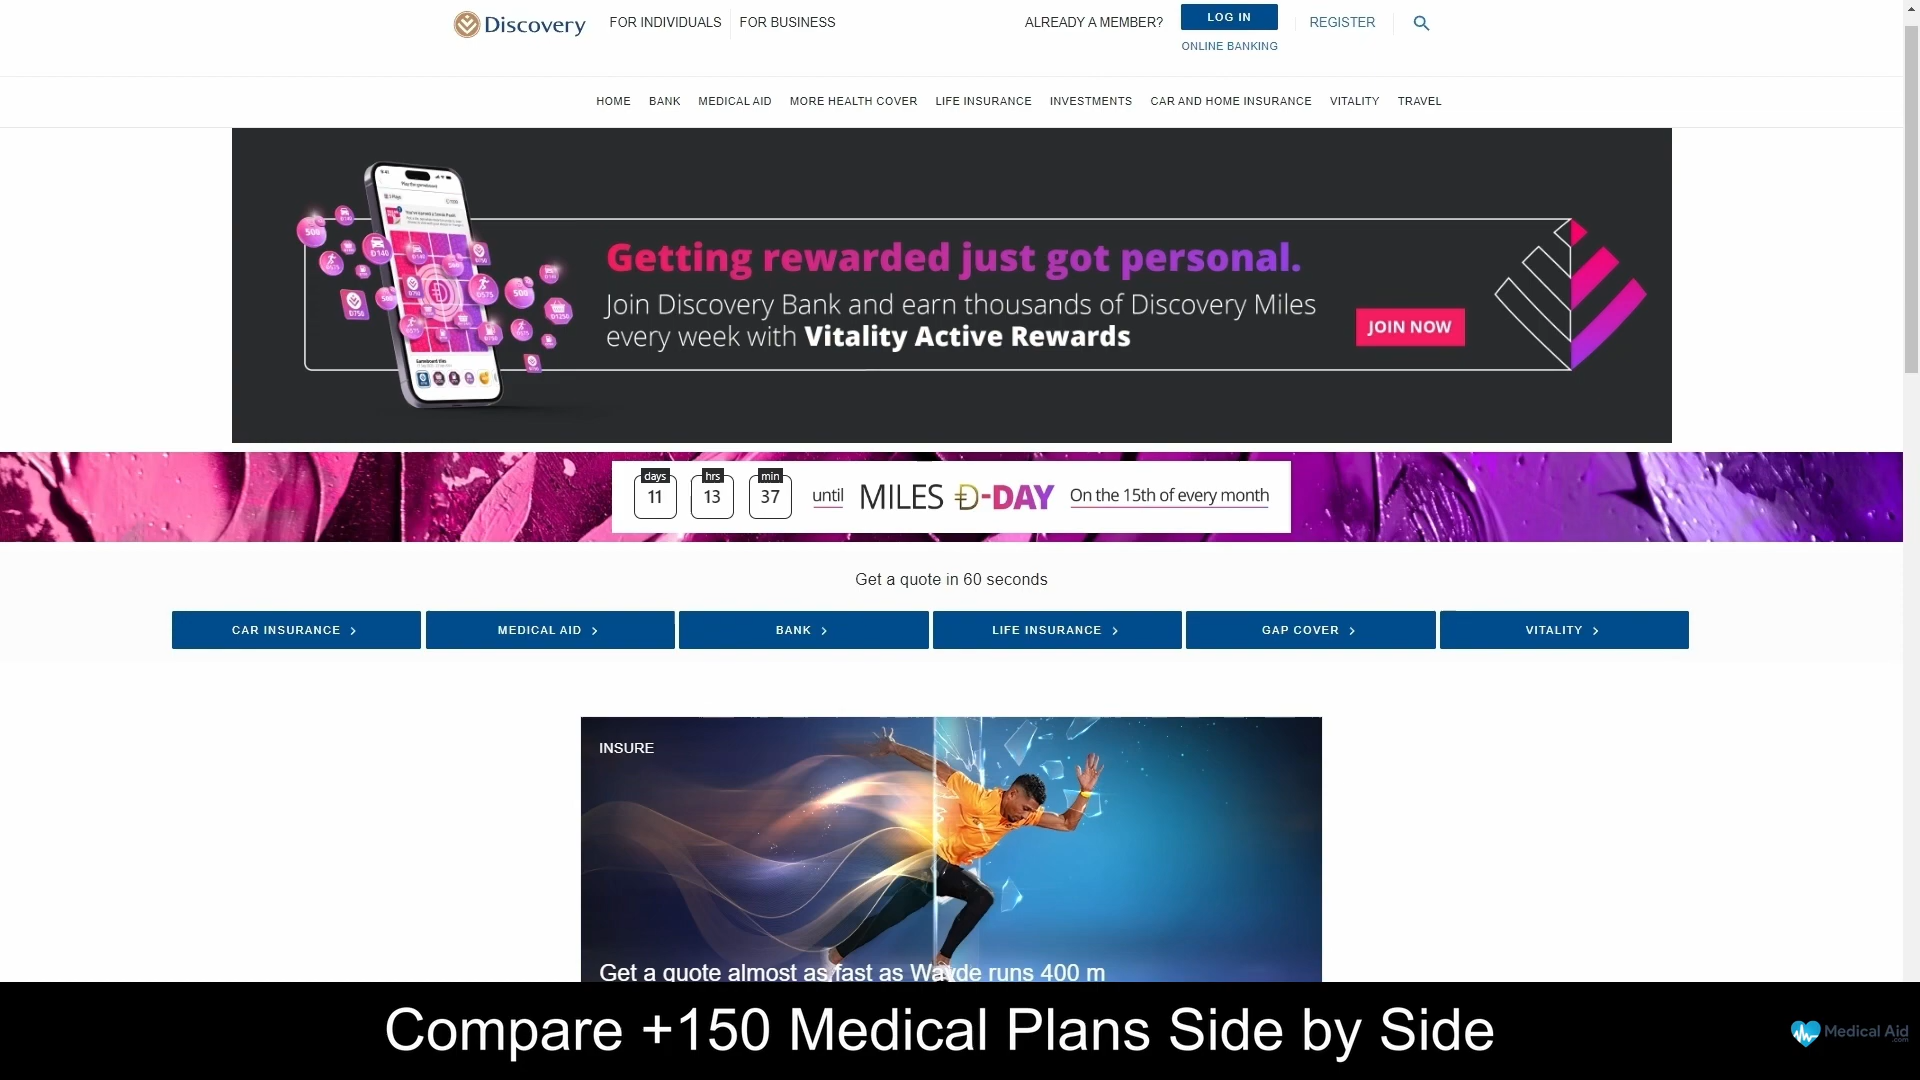 Discovery
FOR INDIVIDUALS
FOR BUSINESS
ALREADY A MEMBER?
LOG IN
REGISTER
ONLINE BANKING
HOME
BANK
MEDICAL AID
MORE HEALTH COVER
LIFE INSURANCE
INVESTMENTS
CAR AND HOME INSURANCE
VITALITY
TRAVEL
Getting rewarded just got personal.
Join Discovery Bank and earn thousands of Discovery Miles
every week with Vitality Active Rewards
JOIN NOW
days
hrs
min
11
13
37
until
MILES D-DAY
On the 15th of every month
Get a quote in 60 seconds
CAR INSURANCE
MEDICAL AID
BANK
LIFE INSURANCE
GAP COVER
VITALITY
INSURE
Get a quote almost as fast as Wayde runs 400 m
Compare +150 Medical Plans Side by Side
Medical Aid
.com